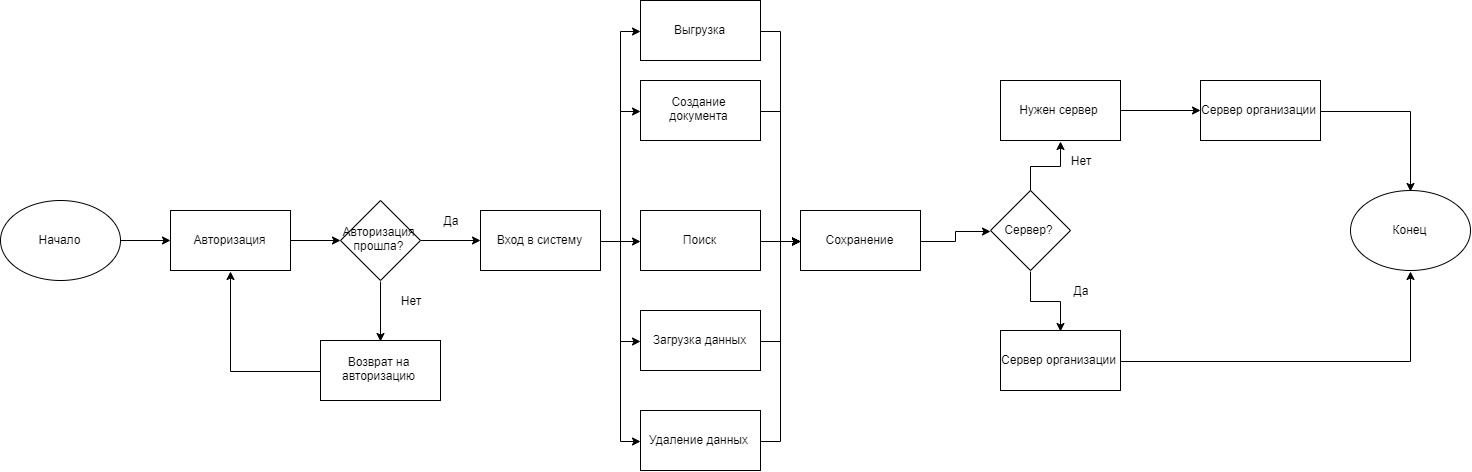 Начало
Авторизация
Авторизация
прошла?
Да
Нет
Возврат на
авторизацию
Вход в систему
Выгрузка
Создание
документа
Поиск
Загрузка данных
Удаление данных
Сохранение
Сервер?
Нет
Нужен сервер
Сервер организации
Да
Сервер организации
Конец